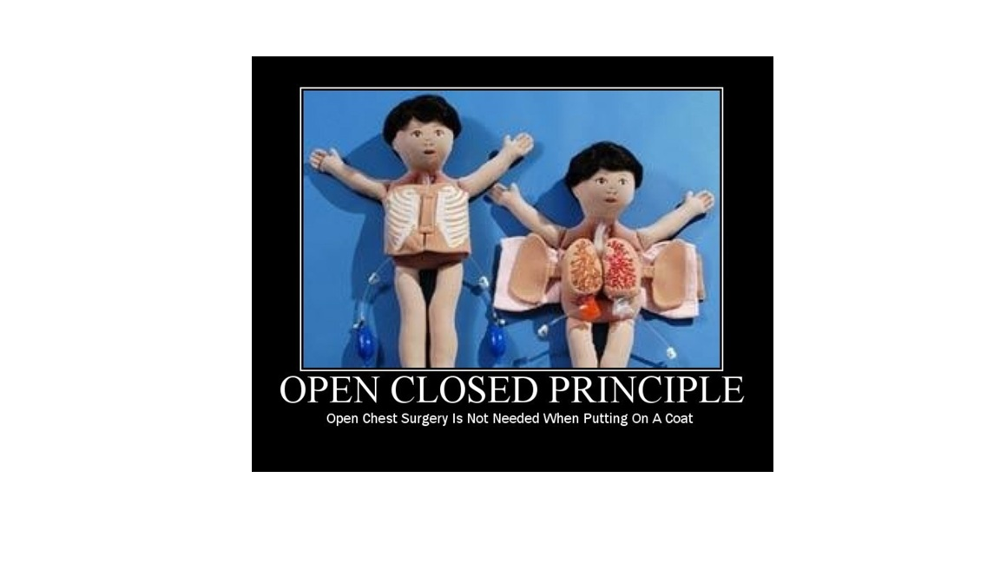 OPEN CLOSED PRINCIPLE
Open Chest Surgery Is Not Needed When Putting On A Coat